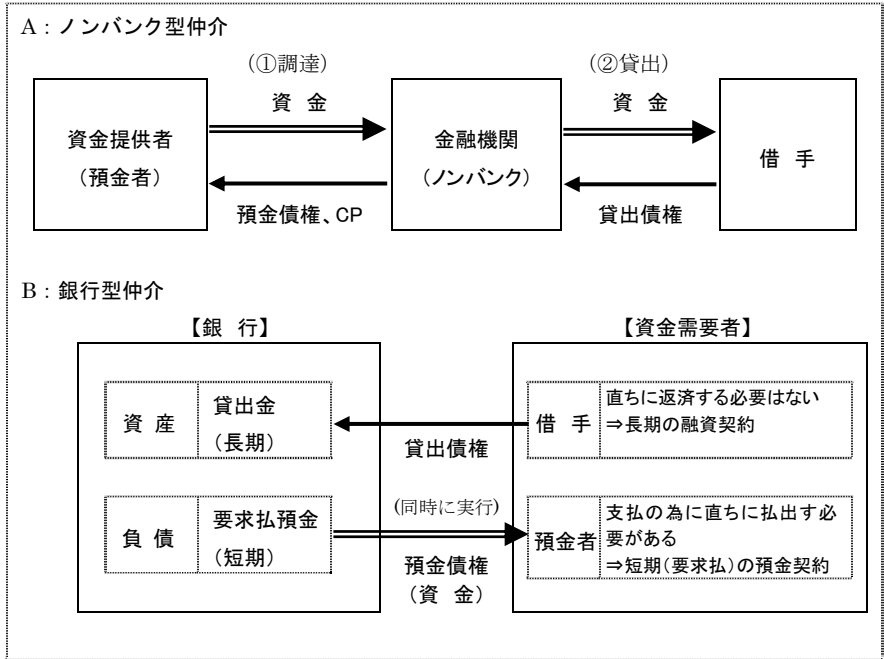 A：ノンバンク型仲介
(①調達)
(②貸出)
資 金
資 金
資金提供者
(預金者)
金融機関
(ノンバンク)
借 手
預金債権、CP
貸出債権
B：銀行型仲介
【銀 行】
【資金需要者】
資 産
貸出金
(長期)
貸出債権
借 手
直ちに返済する必要はない
⇒長期の融資契約
負 債
要求払預金
(短期)
(同時に実行)
預金債権
(資 金)
預金者
支払の為に直ちに払出す必
要がある
⇒短期(要求払)の預金契約